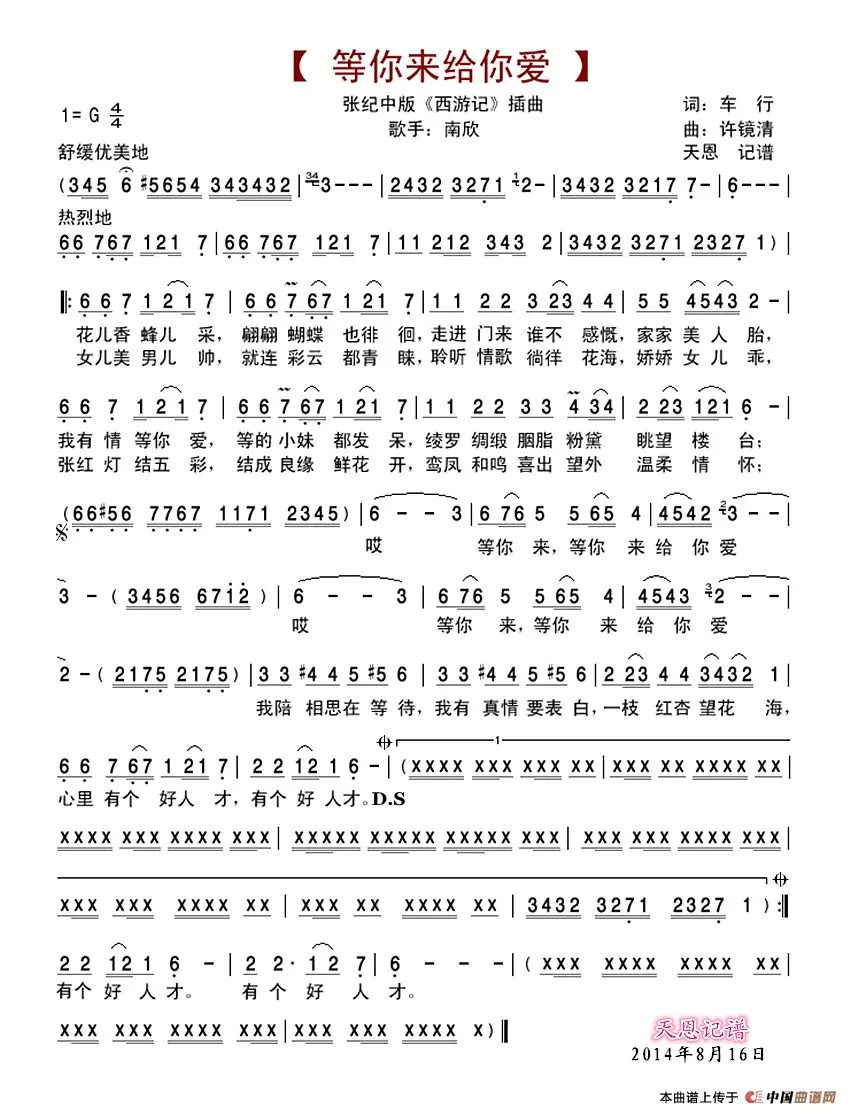 【 等你来给你爱 】
张纪中版《西游记》插曲
词：车 行
1= G 4/4
歌手：南欣
曲：许镜清
舒缓优美地
天恩 记谱
(345 6 #5654 343432 | 34 3--- | 2432 3271 1 2-- | 3432 3217 7- | 6--- |
热烈地
66 767 121 7 | 66 767 121 7 | 11 212 343 2 | 3432 3271 2327 1 ) |
‖: 6 6 7 1 2 1 7 | 6 6 7 67 1 21 7 | 1 1 2 2 3 23 4 4 | 5 5 4543 2 - |
花儿香 蜂儿 采，翩翩 蝴蝶 也徘 徊，走进 门来 谁不 感慨，家家 美 人 胎，
女儿美 男儿 帅，就连 彩云 都青 睐，聆听 情歌 徜徉 花海，娇娇 女 儿 乖，
6 6 7 1 2 1 7 | 6 6 7 67 1 21 7 | 1 1 2 2 3 3 4 34 | 2 23 121 6 - |
我有 情 等你 爱，等的 小妹 都发 呆，绫罗 绸缎 胭脂 粉黛 眺望 楼 台；
张红 灯 结五 彩，结成 良缘 鲜花 开，鸾凤 和鸣 喜出 望外 温柔 情 怀；
(66#56 7767 1171 2345) | 6 - - 3 | 6 76 5 5 65 4 | 4542 2 3 - - |
哎 等你 来，等你 来 给 你 爱
3 - ( 3456 6712 ) | 6 - - 3 | 6 76 5 5 65 4 | 4543 3 2 - - |
哎 等你 来，等你 来 给 你 爱
2 - ( 2175 2175 ) | 3 3 #4 4 5 #5 6 | 3 3 #4 4 5 #5 6 | 2 23 4 4 3432 1 |
我陪 相思在 等 待，我有 真情 要表 白，一枝 红杏 望花 海，
1
6 6 7 67 1 21 7 | 2 2 12 1 6 - | (xxxx xxxx xxx xx | xxxx xxxx xxxx xx |
心里 有个 好人 才，有个 好 人才。D.S
xxxx xxxx xxxx xxx | xxxx xxxx xxxx xxxx | xxx xxx xxx xxx |
xxx xxx xxxx xx | xxx xxx xxxx xx | 3432 3271 2327 1 ) :‖
2 2 12 1 6 - | 2 2· 12 7 | 6 - - - | (xxx xxx xxx xxx |
有个 好 人 才。 有 个 好 人 才。
xxx xxx xxx xxx | xxx xxx xxx x) ‖
天恩记谱
2014年8月16日
本曲谱上传于 中国曲谱网